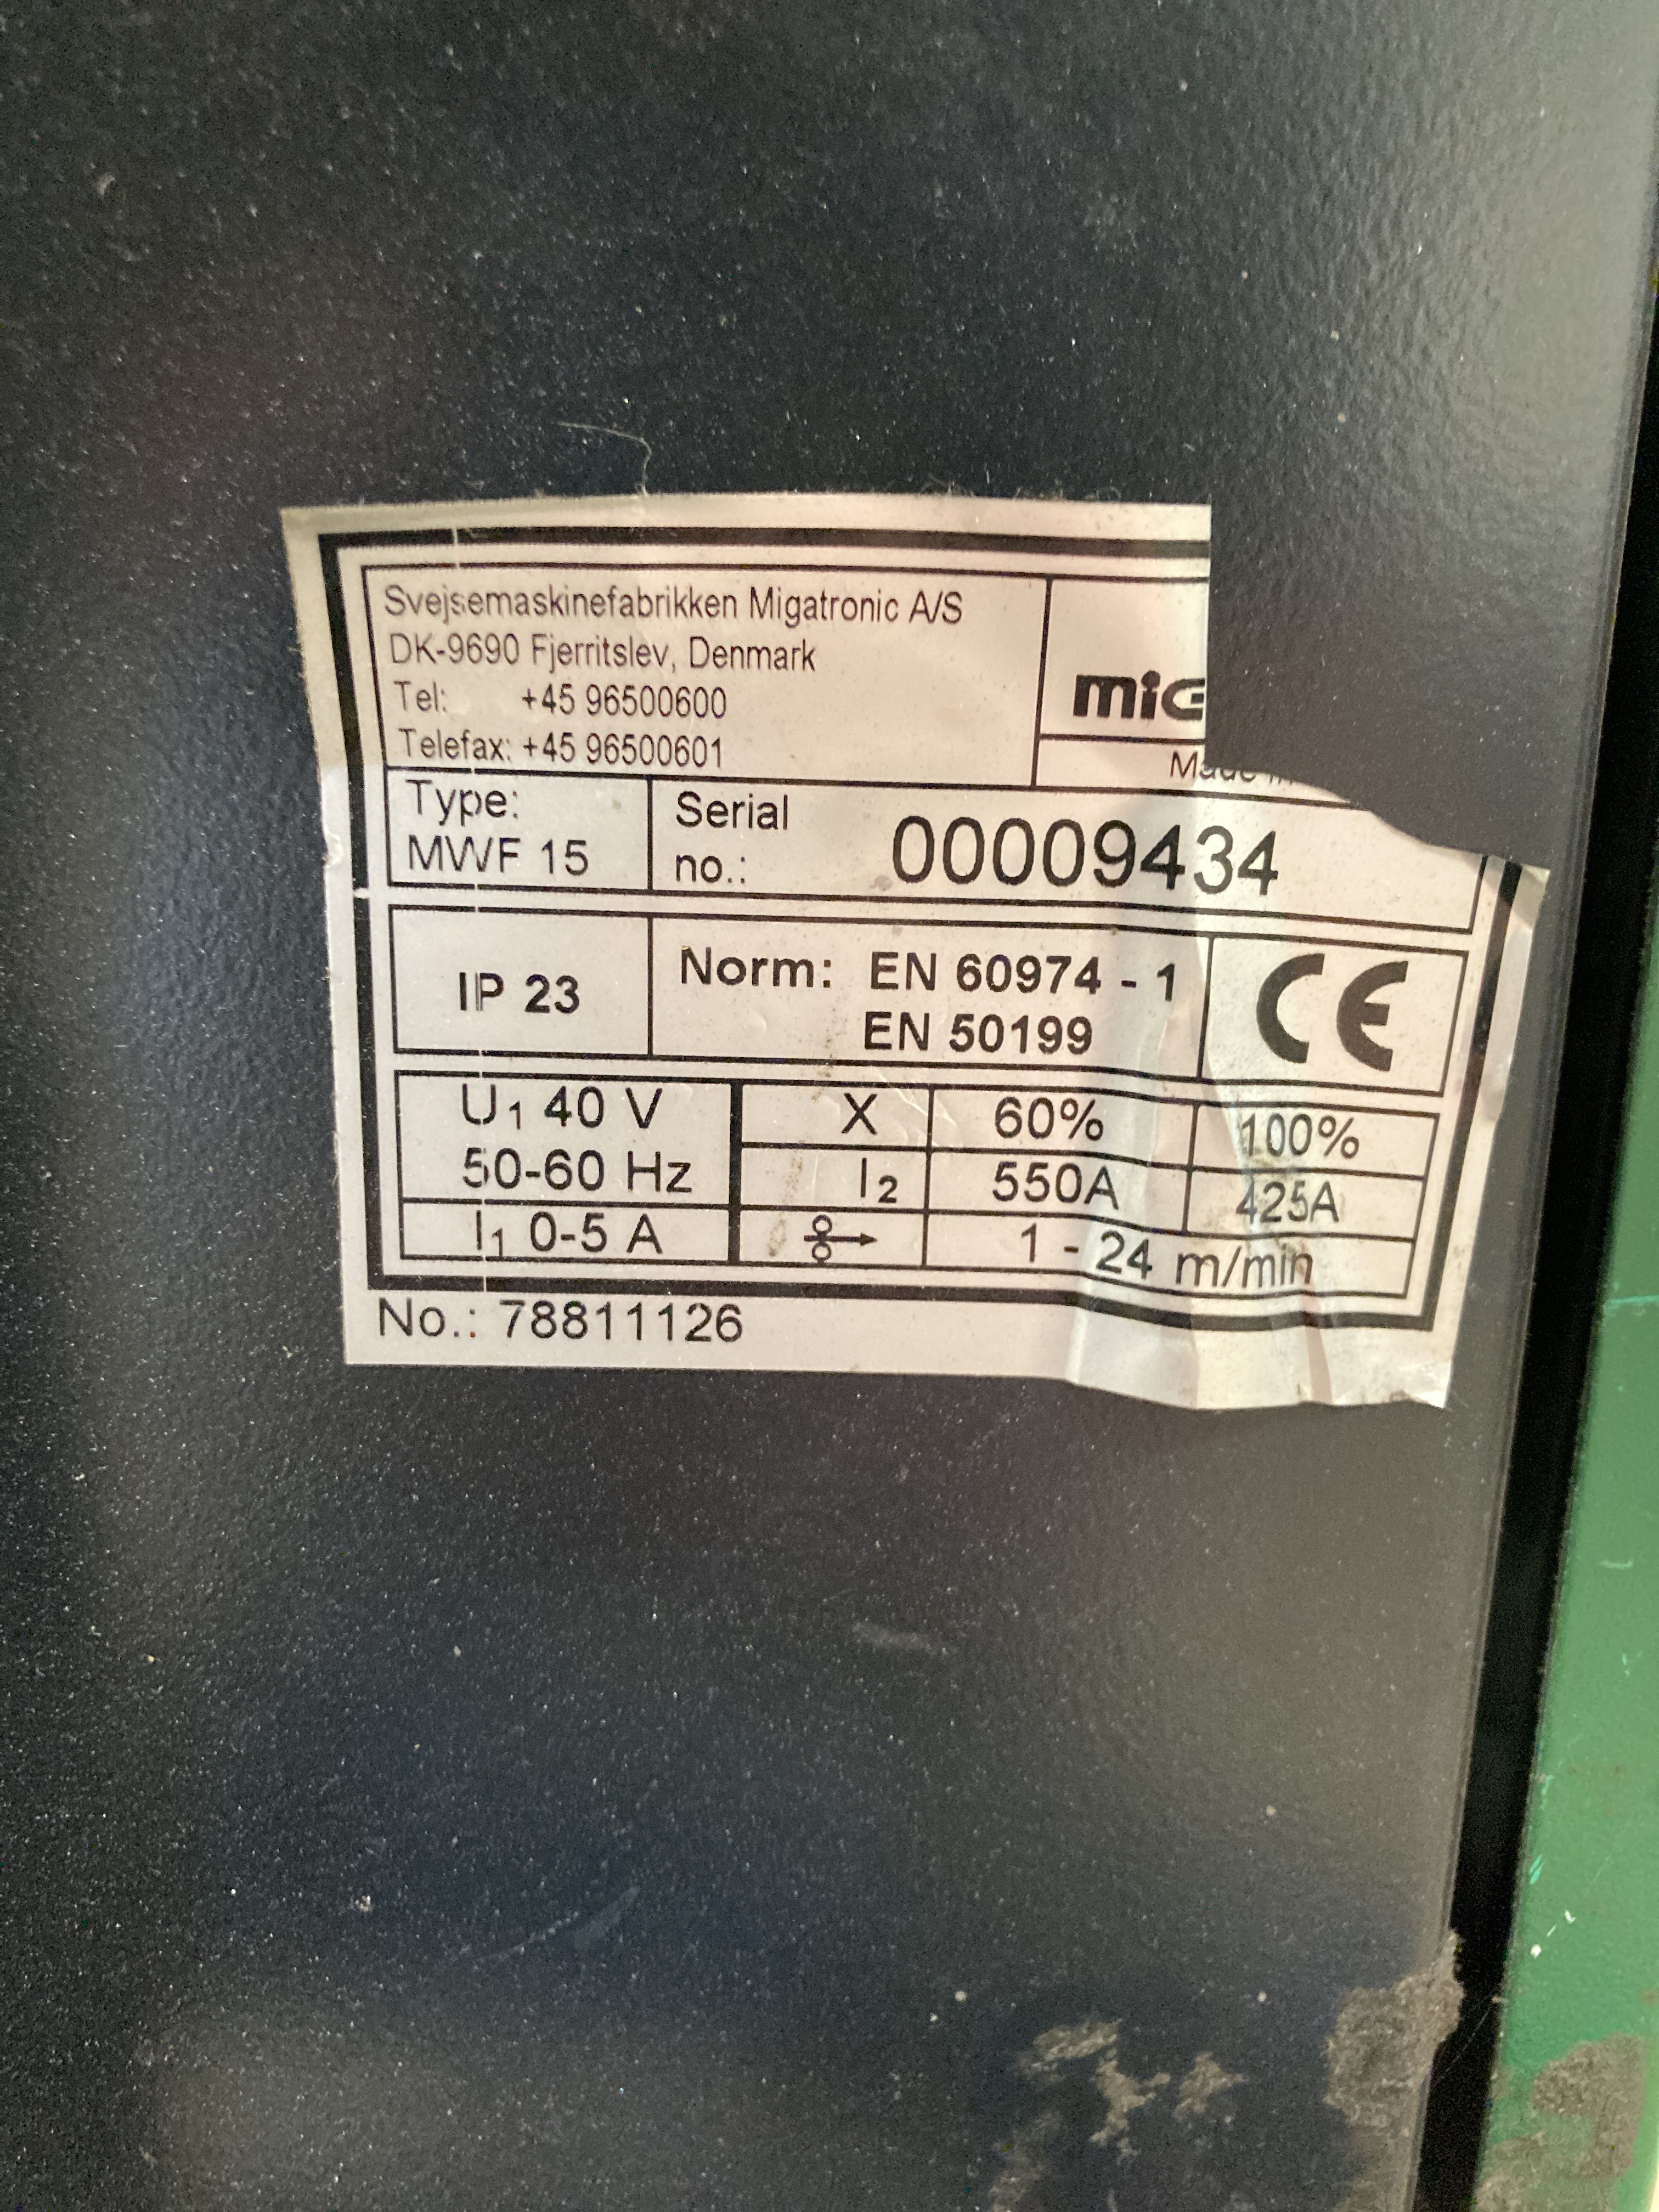 Svejsemaskinefabrikken Migatronic A/S
DK-9690 Fjerritslev, Denmark
Tel: +45 96500600
Telefax: +45 96500601
Type:
MWF 15
Serial
no.: 00009434
IP 23
Norm: EN 60974 - 1
EN 50199
CE
U1 40 V
50-60 Hz
I1 0-5 A
X 60% 100%
I2 550A 425A
1 - 24 m/min
No.: 78811126